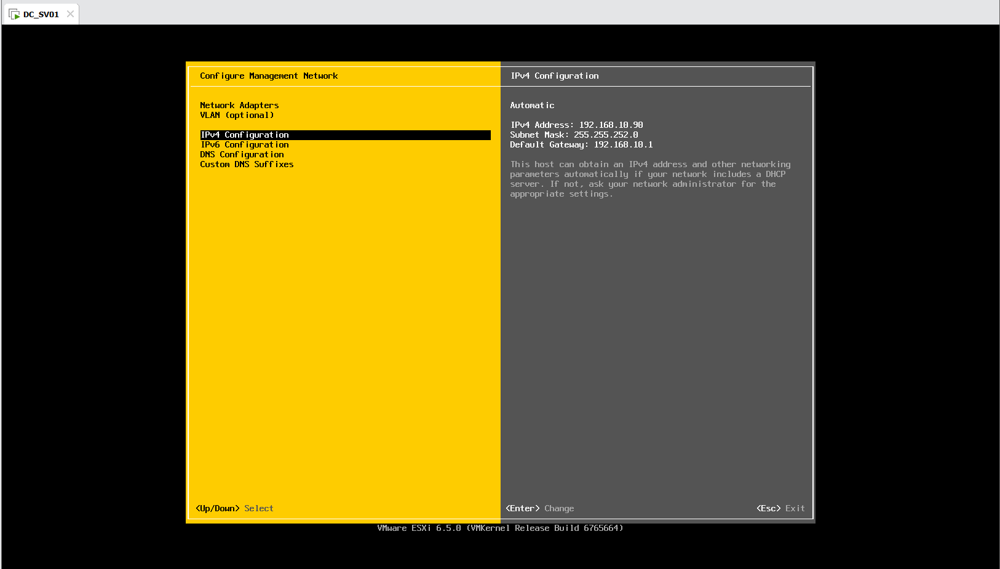 DC_SV01
Configure Management Network
Network Adapters
VLAN (optional)
IPv4 Configuration
IPv6 Configuration
DNS Configuration
Custom DNS Suffixes
<Up/Down> Select
IPv4 Configuration
Automatic
IPv4 Address: 192.168.10.90
Subnet Mask: 255.255.252.0
Default Gateway: 192.168.10.1
This host can obtain an IPv4 address and other networking
parameters automatically if your network includes a DHCP
server. If not, ask your network administrator for the
appropriate settings.
<Enter> Change
<Esc> Exit
VMware ESXi 6.5.0 (VMKernel Release Build 6765664)